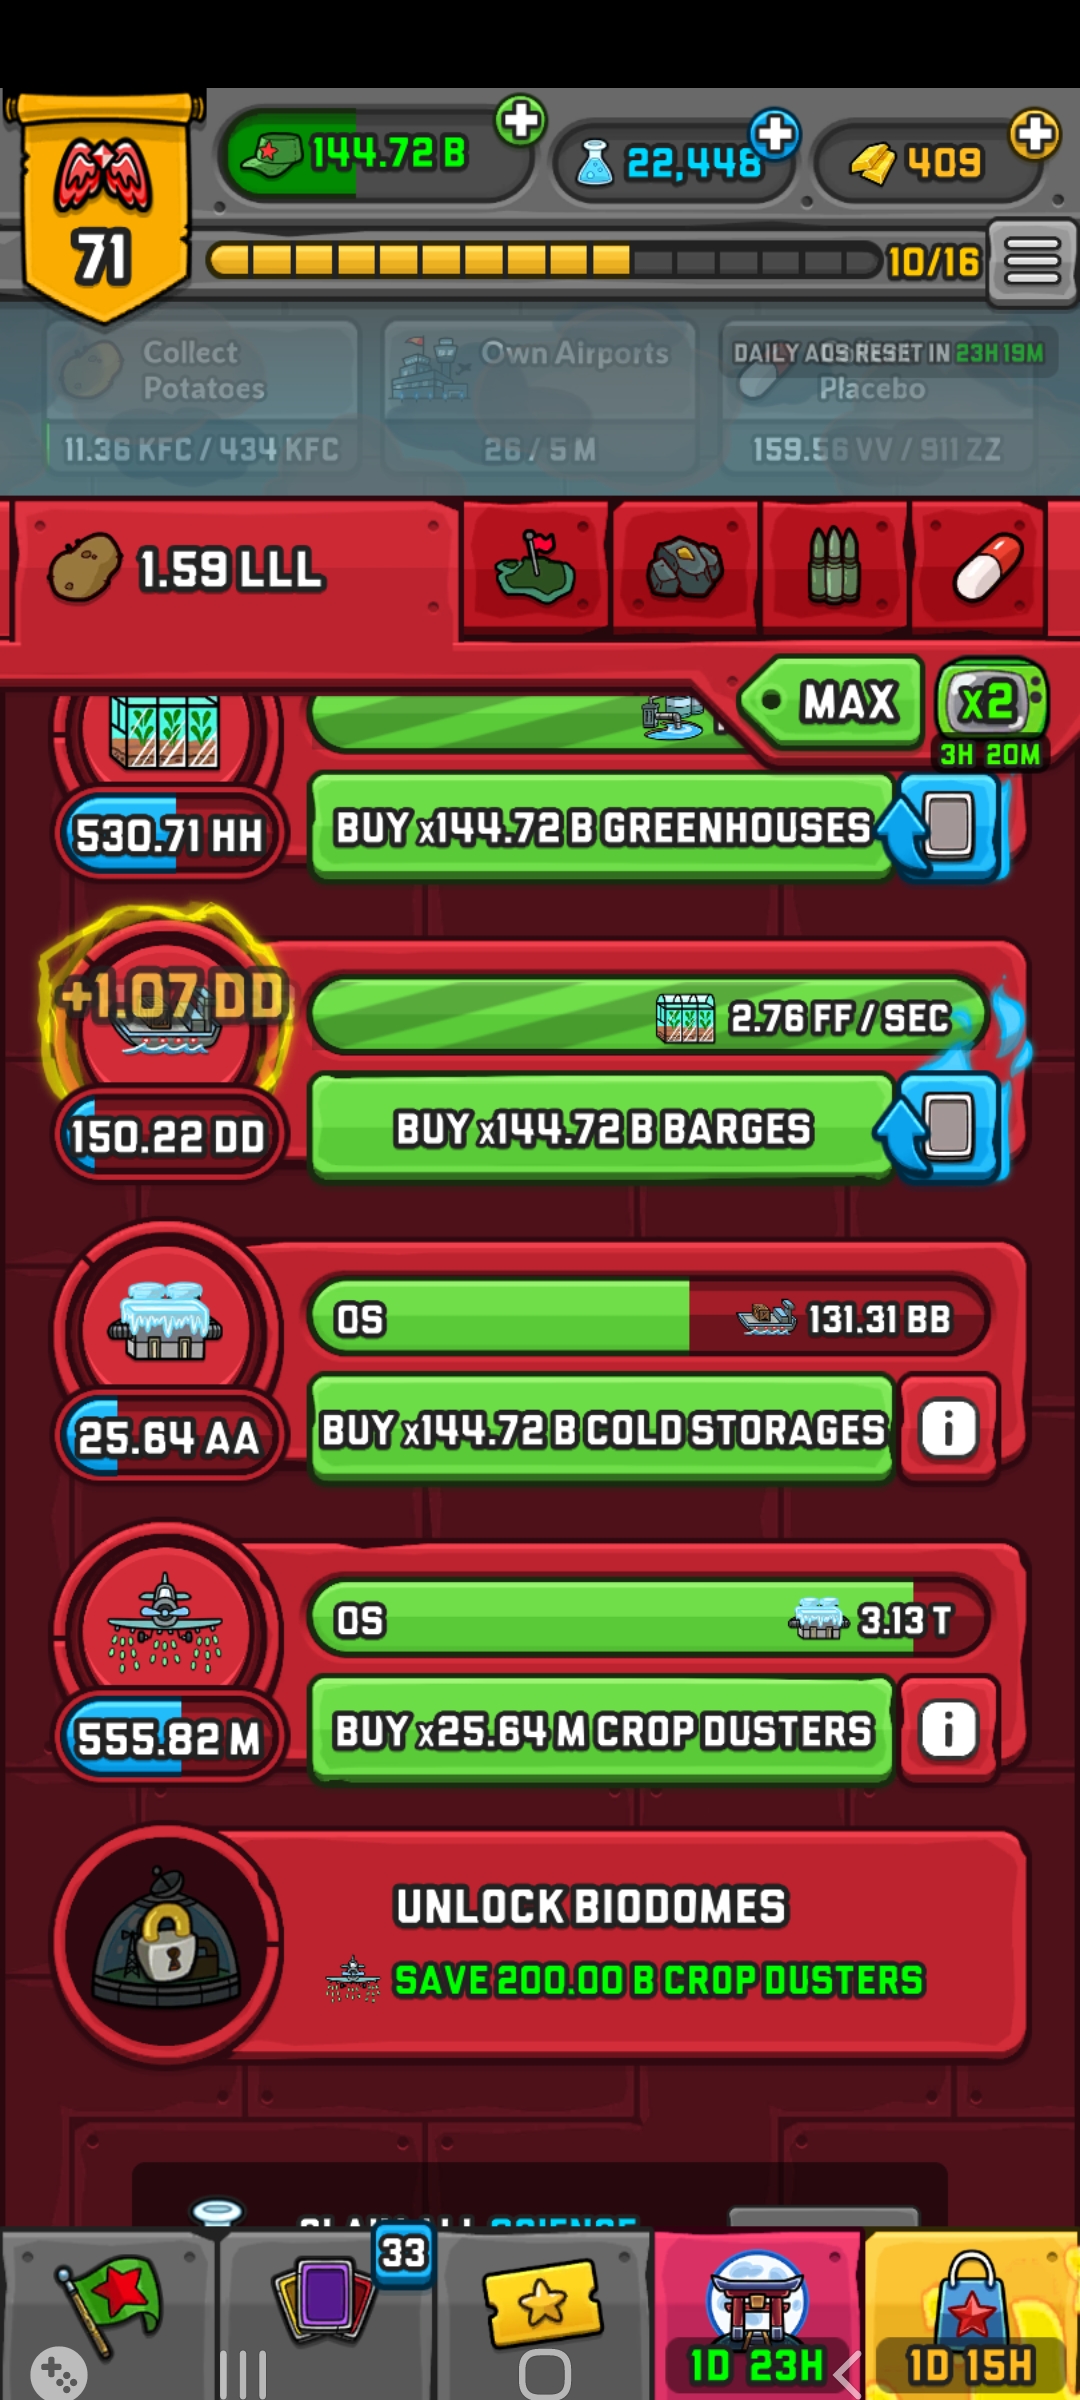 144.72 B
22,448
409
71
10/16
Collect
Potatoes
11.36 KFC / 434 KFC
Own Airports
26 / 5 M
DAILY ADS RESET IN 23H 19M
Placebo
159.56 VV / 911 ZZ
1.59 LLL
MAX
x2
3H 20M
530.71 HH
BUY x144.72 B GREENHOUSES
+1.07 DD
2.76 FF / SEC
150.22 DD
BUY x144.72 B BARGES
0S
131.31 BB
25.64 AA
BUY x144.72 B COLD STORAGES
i
0S
3.13 T
555.82 M
BUY x25.64 M CROP DUSTERS
i
UNLOCK BIODOMES
SAVE 200.00 B CROP DUSTERS
33
1D 23H
1D 15H